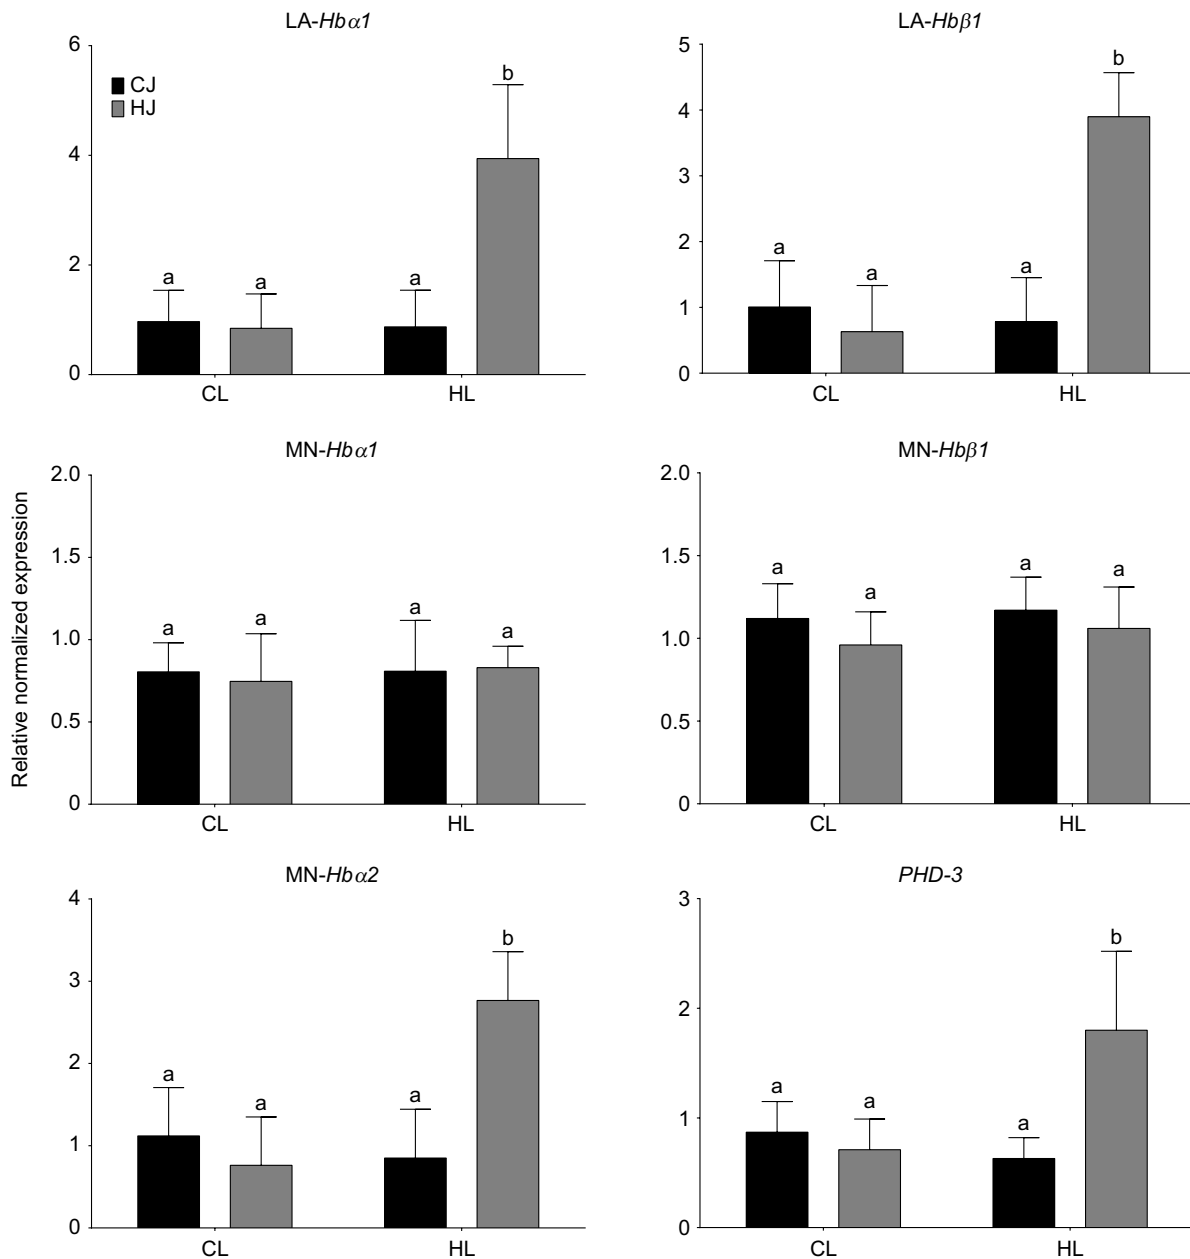 LA-Hbα1
6
4
2
0
CJ
HJ
a
a
a
b
CL
HL
LA-Hbβ1
5
4
3
2
1
0
a
a
a
b
CL
HL
Relative normalized expression
MN-Hbα1
2.0
1.5
1.0
0.5
0
a
a
a
a
CL
HL
MN-Hbβ1
2.0
1.5
1.0
0.5
0
a
a
a
a
CL
HL
MN-Hbα2
4
3
2
1
0
a
a
a
b
CL
HL
PHD-3
3
2
1
0
a
a
a
b
CL
HL